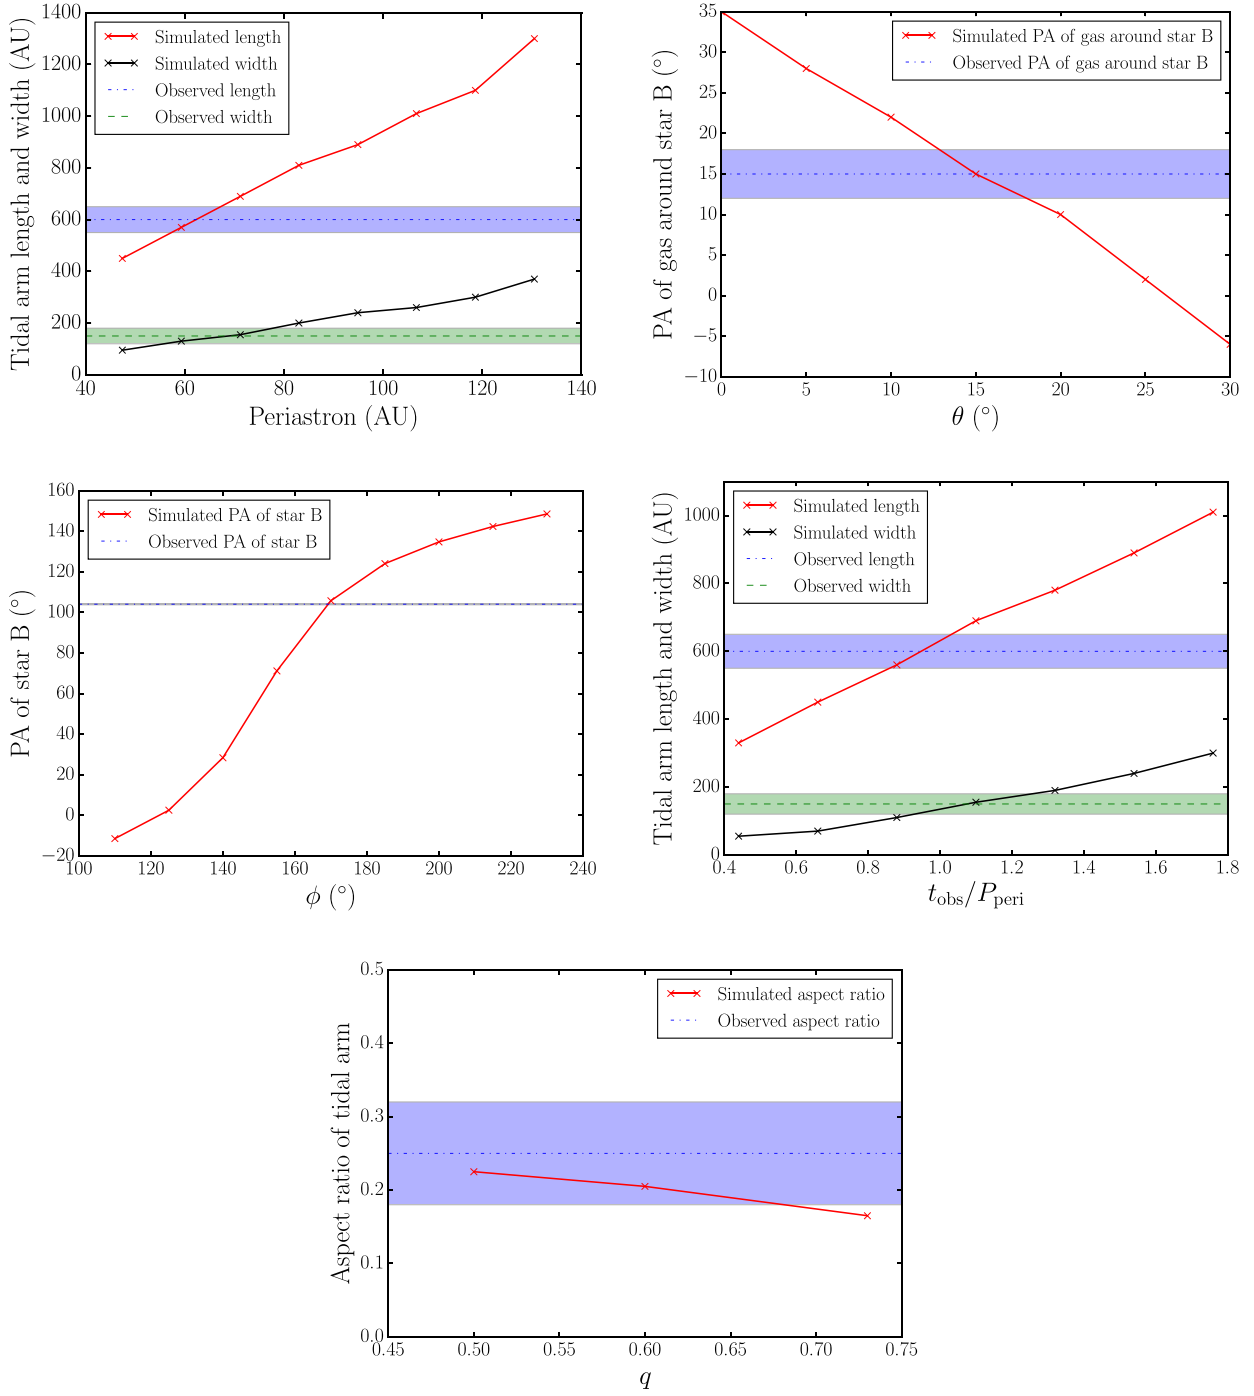 Tidal arm length and width (AU)
1400
1200
1000
800
600
400
200
0
Simulated length
Simulated width
Observed length
Observed width
40 60 80 100 120 140
Periastron (AU)
PA of gas around star B (°)
35
30
25
20
15
10
5
0
−5
−10
Simulated PA of gas around star B
Observed PA of gas around star B
0 5 10 15 20 25 30
θ (°)
PA of star B (°)
160
140
120
100
80
60
40
20
0
−20
Simulated PA of star B
Observed PA of star B
100 120 140 160 180 200 220 240
ϕ (°)
Tidal arm length and width (AU)
1000
800
600
400
200
0
Simulated length
Simulated width
Observed length
Observed width
0.4 0.6 0.8 1.0 1.2 1.4 1.6 1.8
t_obs/P_peri
Aspect ratio of tidal arm
0.5
0.4
0.3
0.2
0.1
0.0
Simulated aspect ratio
Observed aspect ratio
0.45 0.50 0.55 0.60 0.65 0.70 0.75
q